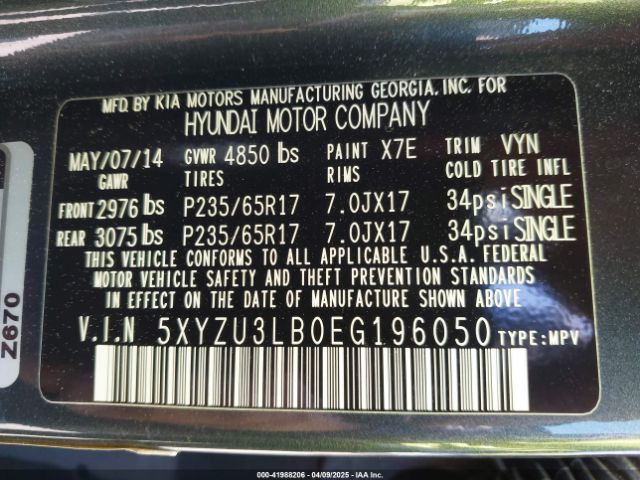 MFD. BY KIA MOTORS MANUFACTURING GEORGIA, INC. FOR
HYUNDAI MOTOR COMPANY
MAY/07/14 GVWR 4850 lbs PAINT X7E TRIM VYN
GAWR TIRES RIMS COLD TIRE INFL
FRONT 2976 lbs P235/65R17 7.0JX17 34psi SINGLE
REAR 3075 lbs P235/65R17 7.0JX17 34psi SINGLE
THIS VEHICLE CONFORMS TO ALL APPLICABLE U.S.A. FEDERAL
MOTOR VEHICLE SAFETY AND THEFT PREVENTION STANDARDS
IN EFFECT ON THE DATE OF MANUFACTURE SHOWN ABOVE.
V.I.N 5XYZU3LB0EG196050 TYPE:MPV
Z670
000-41988206 - 04/09/2025 - IAA Inc.